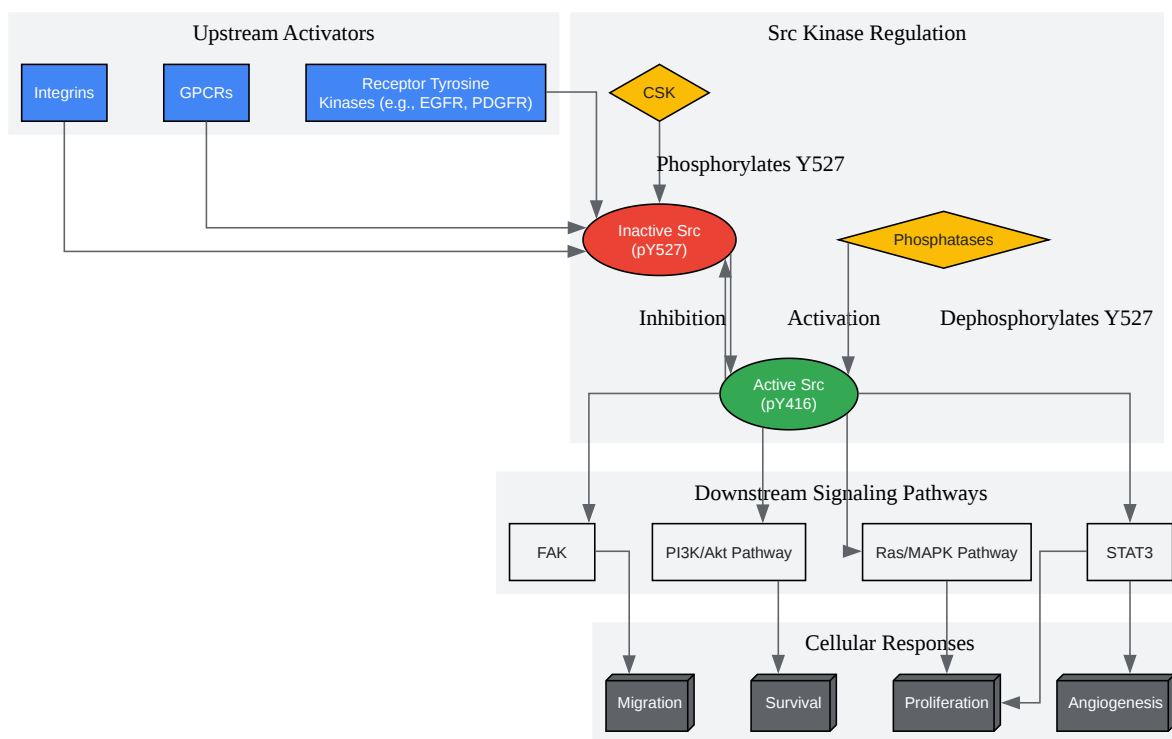 Upstream Activators
Src Kinase Regulation
Integrins
GPCRs
Receptor Tyrosine
Kinases (e.g., EGFR, PDGFR)
CSK
Phosphorylates Y527
Inactive Src
(pY527)
Phosphatases
Inhibition
Activation
Dephosphorylates Y527
Active Src
(pY416)
Downstream Signaling Pathways
FAK
PI3K/Akt Pathway
Ras/MAPK Pathway
STAT3
Cellular Responses
Migration
Survival
Proliferation
Angiogenesis